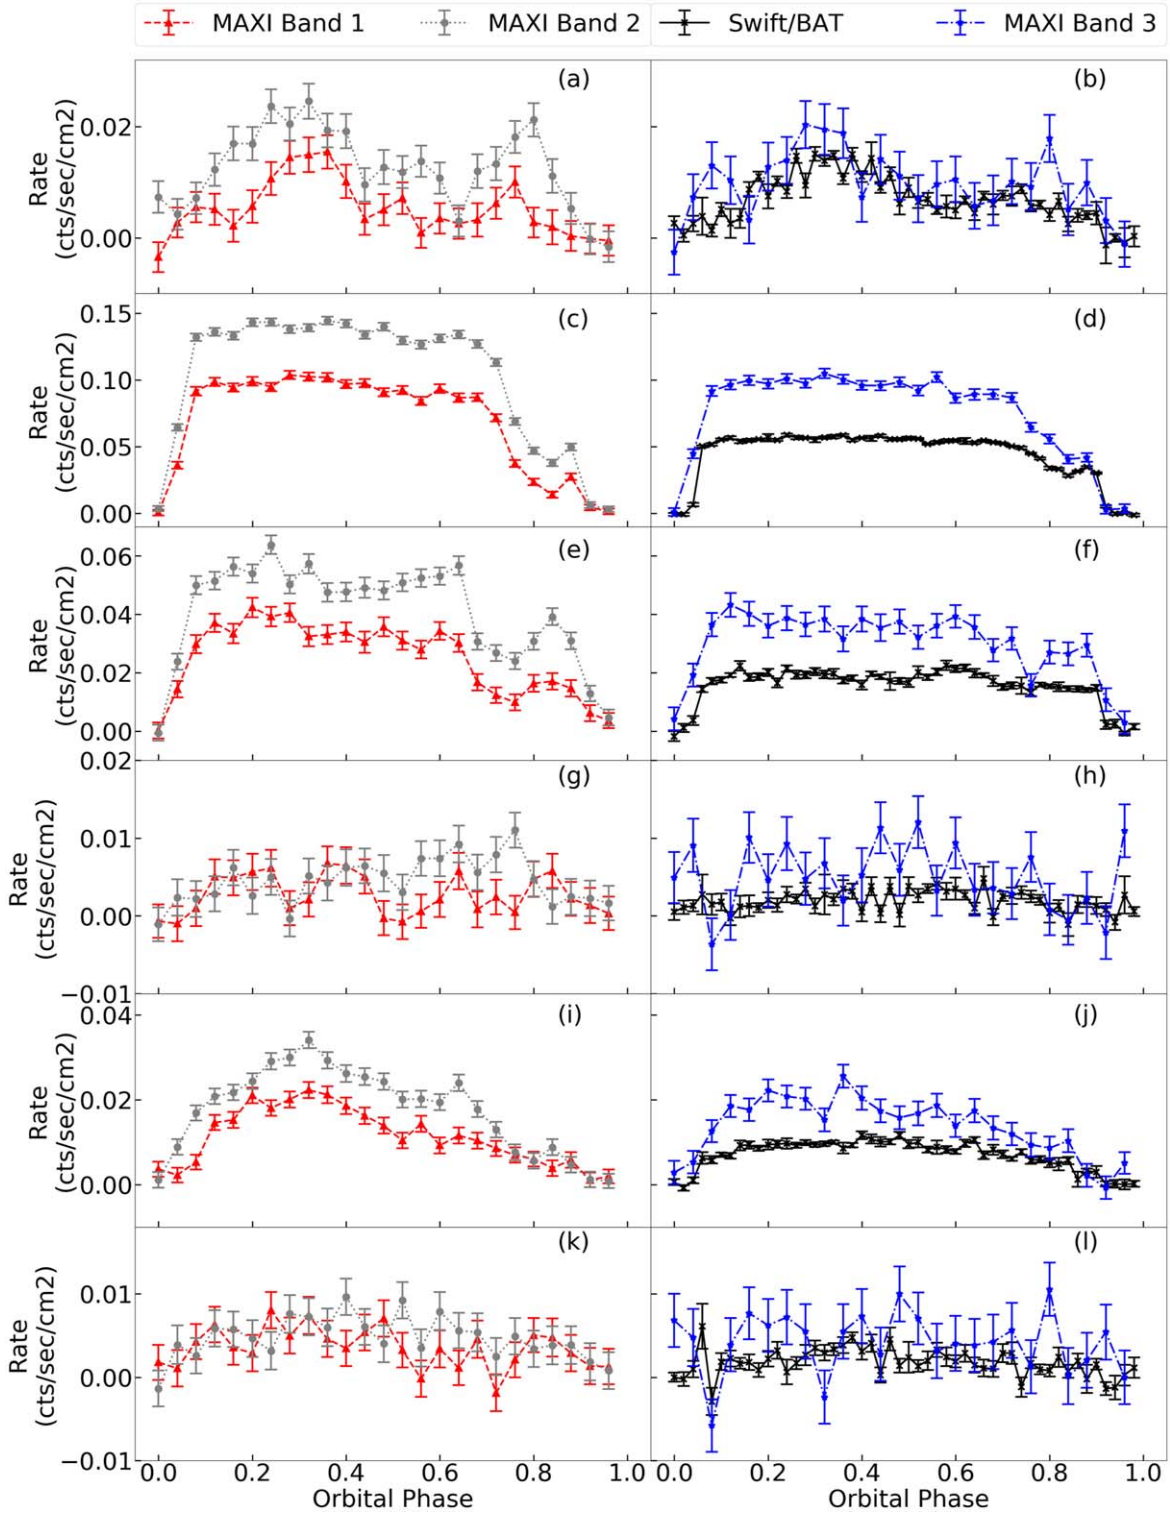 MAXI Band 1 MAXI Band 2 Swift/BAT MAXI Band 3
(a) (b)
0.02
0.00
Rate
(cts/sec/cm2)
(c) (d)
0.15
0.10
0.05
0.00
Rate
(cts/sec/cm2)
(e) (f)
0.06
0.04
0.02
0.00
Rate
(cts/sec/cm2)
(g) (h)
0.02
0.01
0.00
−0.01
Rate
(cts/sec/cm2)
(i) (j)
0.04
0.02
0.00
Rate
(cts/sec/cm2)
(k) (l)
0.01
0.00
−0.01
Rate
(cts/sec/cm2)
0.0 0.2 0.4 0.6 0.8 1.0 0.0 0.2 0.4 0.6 0.8 1.0
Orbital Phase Orbital Phase